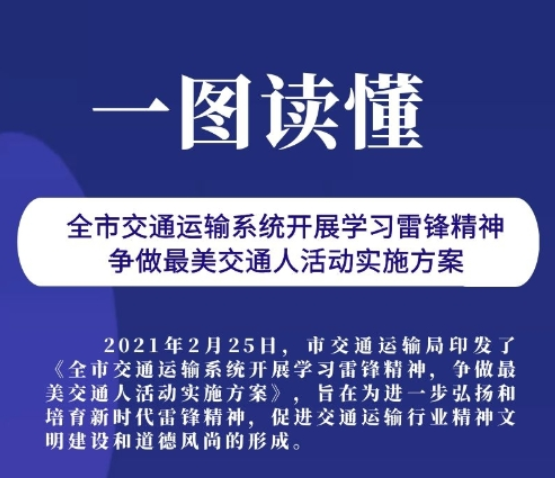 一图读懂
全市交通运输系统开展学习雷锋精神
争做最美交通人活动实施方案
2021年2月25日，市交通运输局印发了
《全市交通运输系统开展学习雷锋精神，争做最
美交通人活动实施方案》，旨在为进一步弘扬和
培育新时代雷锋精神，促进交通运输行业精神文
明建设和道德风尚的形成。